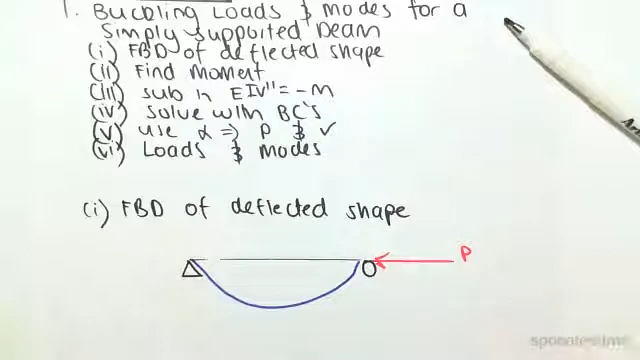 1. Buckling Loads & modes for a
Simply supported Beam
(i) FBD of deflected shape
(ii) Find Moment
(iii) sub in EIV" = -M
(iv) solve with BC's
(v) use α => P & V
(vi) Loads & modes
(i) FBD of deflected shape
P